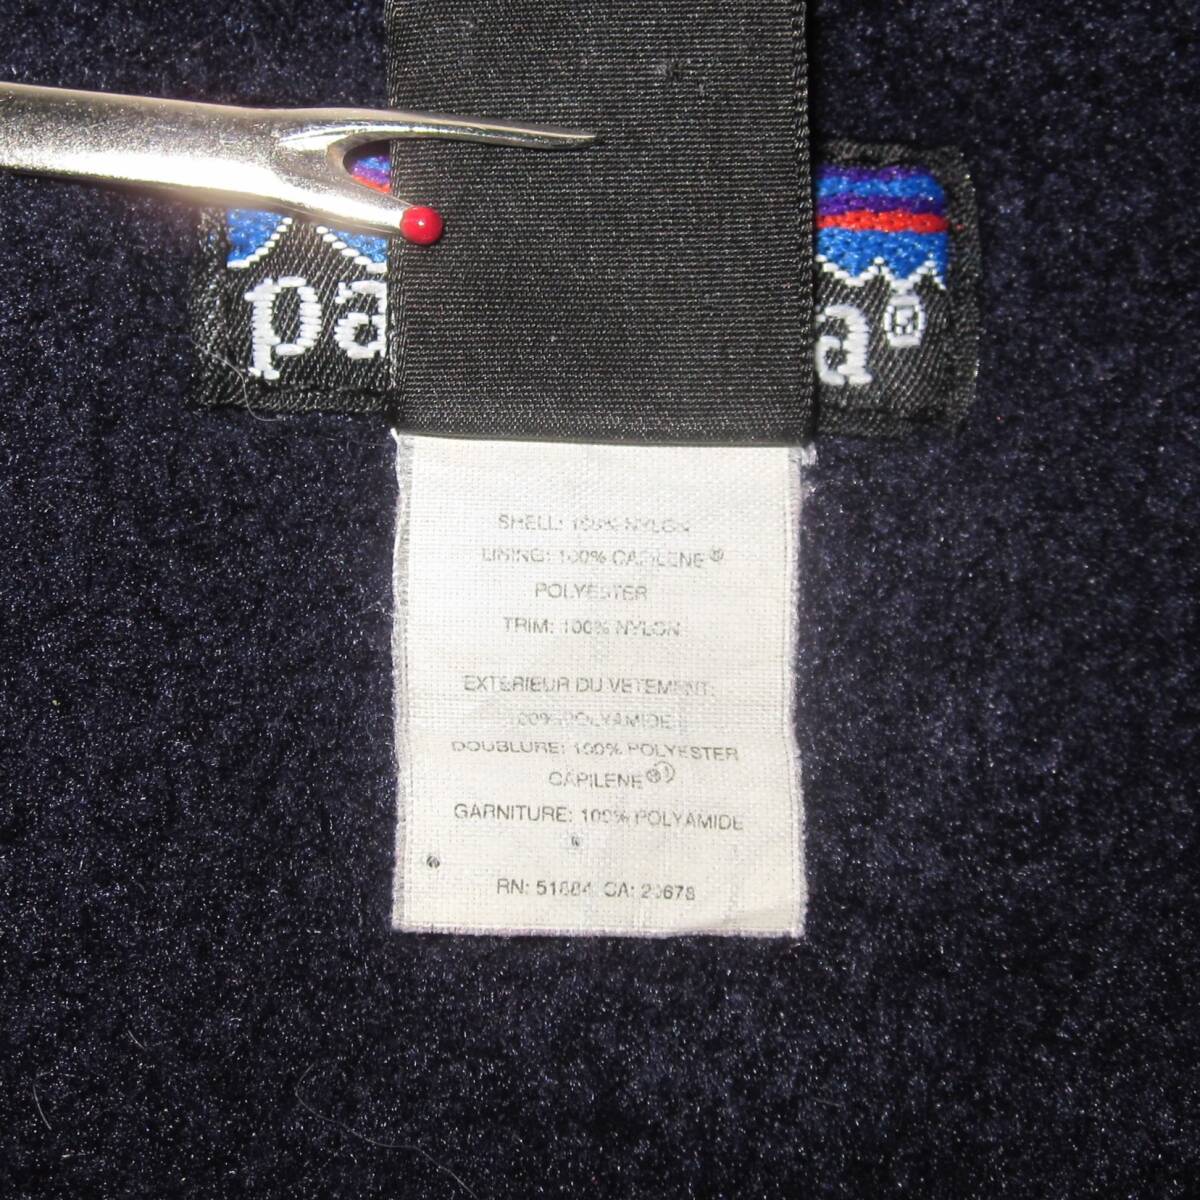 pa a®
SHELL: 100% NYLON
LINING: 100% CAPILENE®
POLYESTER
TRIM: 100% NYLON
EXTERIEUR DU VETEMENT:
100% POLYAMIDE
DOUBLURE: 100% POLYESTER
CAPILENE®
GARNITURE: 100% POLYAMIDE
RN: 51884 CA: 20678